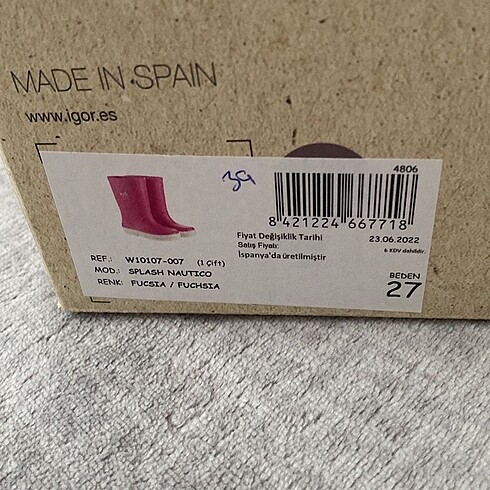 MADE IN SPAIN
www.igor.es
4806
8 421224 667718
Fiyat Değişiklik Tarihi 23.06.2022
Satış Fiyatı: & KDV dahildir.
İspanya'da üretilmiştir
REF.: W10107-007 (1 Çift)
MOD.: SPLASH NAUTICO
RENK: FUCSIA / FUCHSIA
BEDEN
27